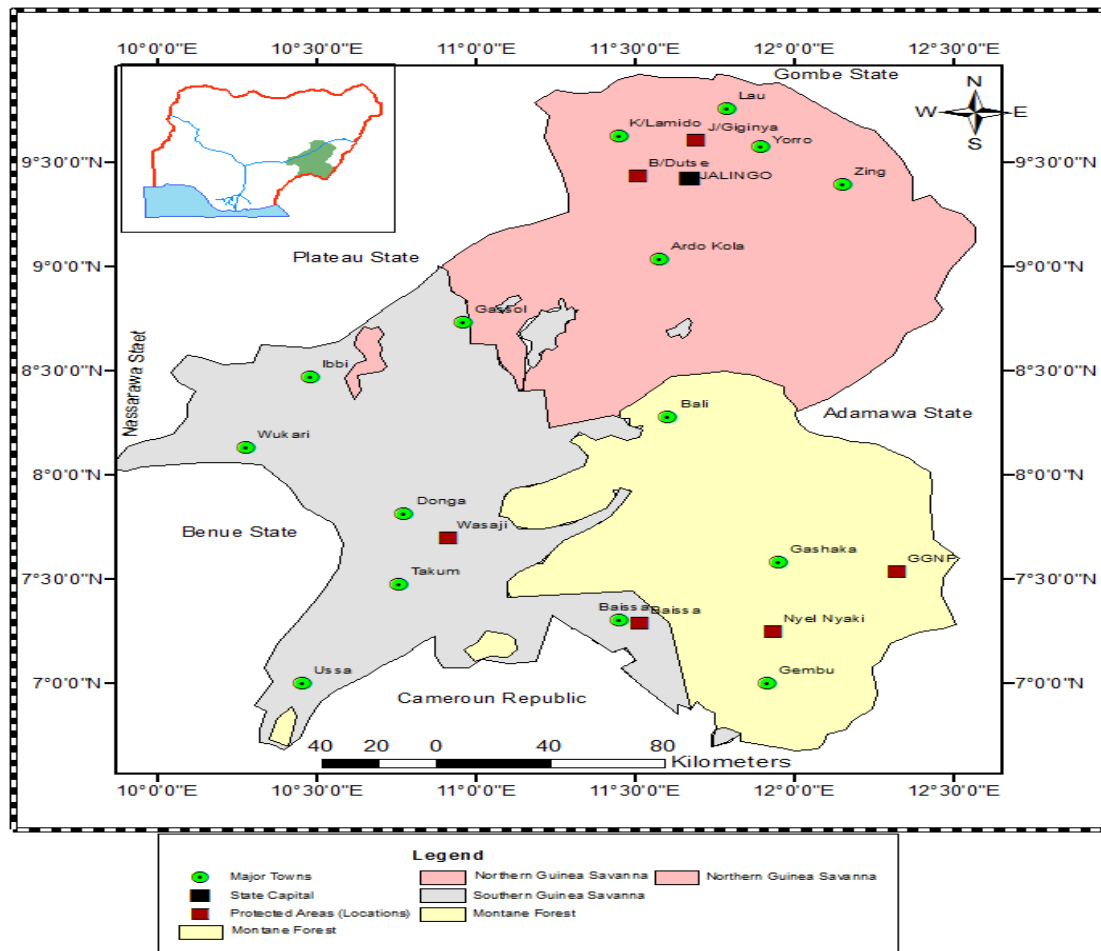 10°0'0"E 10°30'0"E 11°0'0"E 11°30'0"E 12°0'0"E 12°30'0"E
Gombe State
N
W E
S
Lau
K/Lamido J/Giginya
Yorro
9°30'0"N 9°30'0"N
B/Dutse
JALINGO
Zing
Ardo Kola
Plateau State
9°0'0"N 9°0'0"N
Gassol
Nassarawa Staet
Ibbi
8°30'0"N 8°30'0"N
Bali
Adamawa State
Wukari
8°0'0"N 8°0'0"N
Donga
Benue State
Wasaji
Gashaka
GGNP
Takum
7°30'0"N 7°30'0"N
Baissa Baissa
Nyel Nyaki
Ussa
Gembu
7°0'0"N 7°0'0"N
Cameroun Republic
40 20 0 40 80
Kilometers
10°0'0"E 10°30'0"E 11°0'0"E 11°30'0"E 12°0'0"E 12°30'0"E
Legend
Major Towns Northern Guinea Savanna Northern Guinea Savanna
State Capital Southern Guinea Savanna
Protected Areas (Locations) Montane Forest
Montane Forest